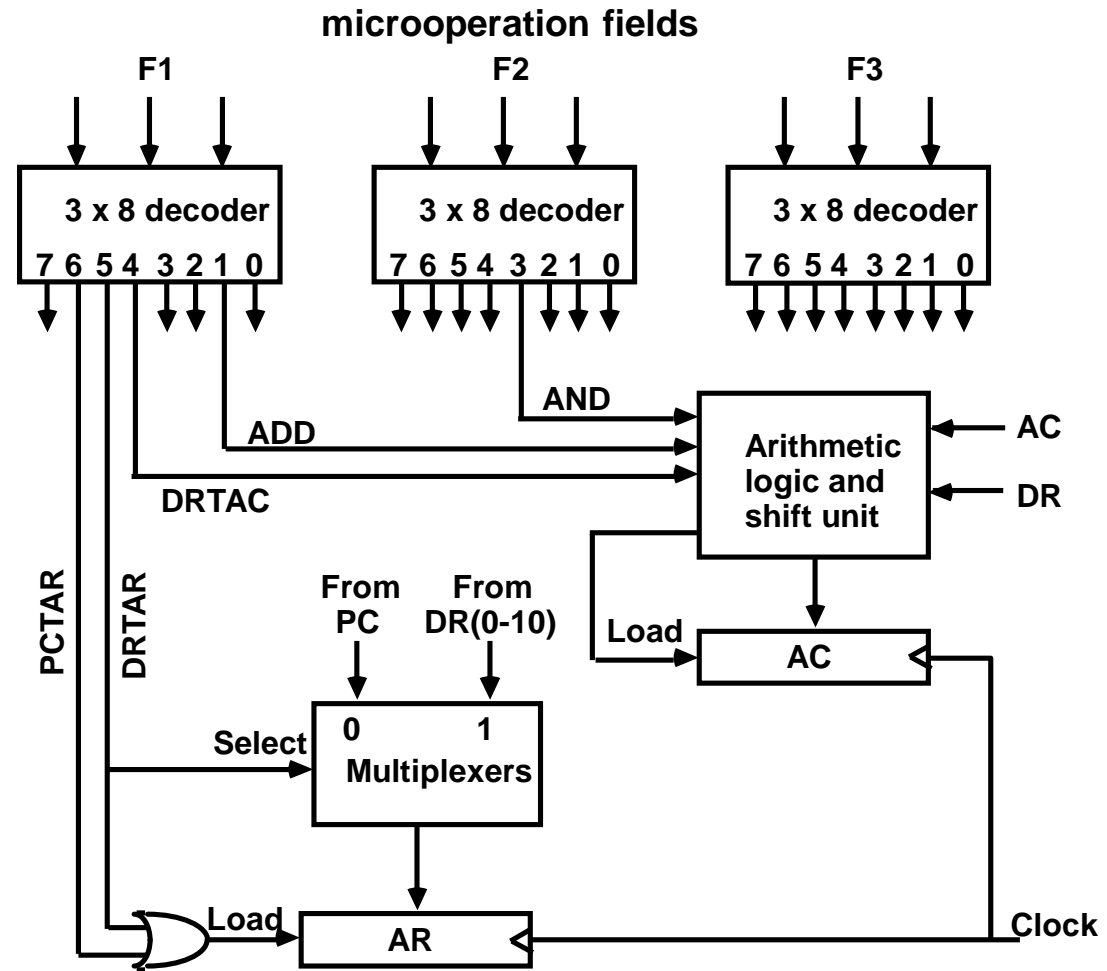 microoperation fields
F1
F2
F3
3 x 8 decoder
7 6 5 4 3 2 1 0
3 x 8 decoder
7 6 5 4 3 2 1 0
3 x 8 decoder
7 6 5 4 3 2 1 0
AND
ADD
DRTAC
Arithmetic
logic and
shift unit
AC
DR
PCTAR
DRTAR
From
PC
From
DR(0-10)
Load
AC
0 1
Select
Multiplexers
Load
AR
Clock